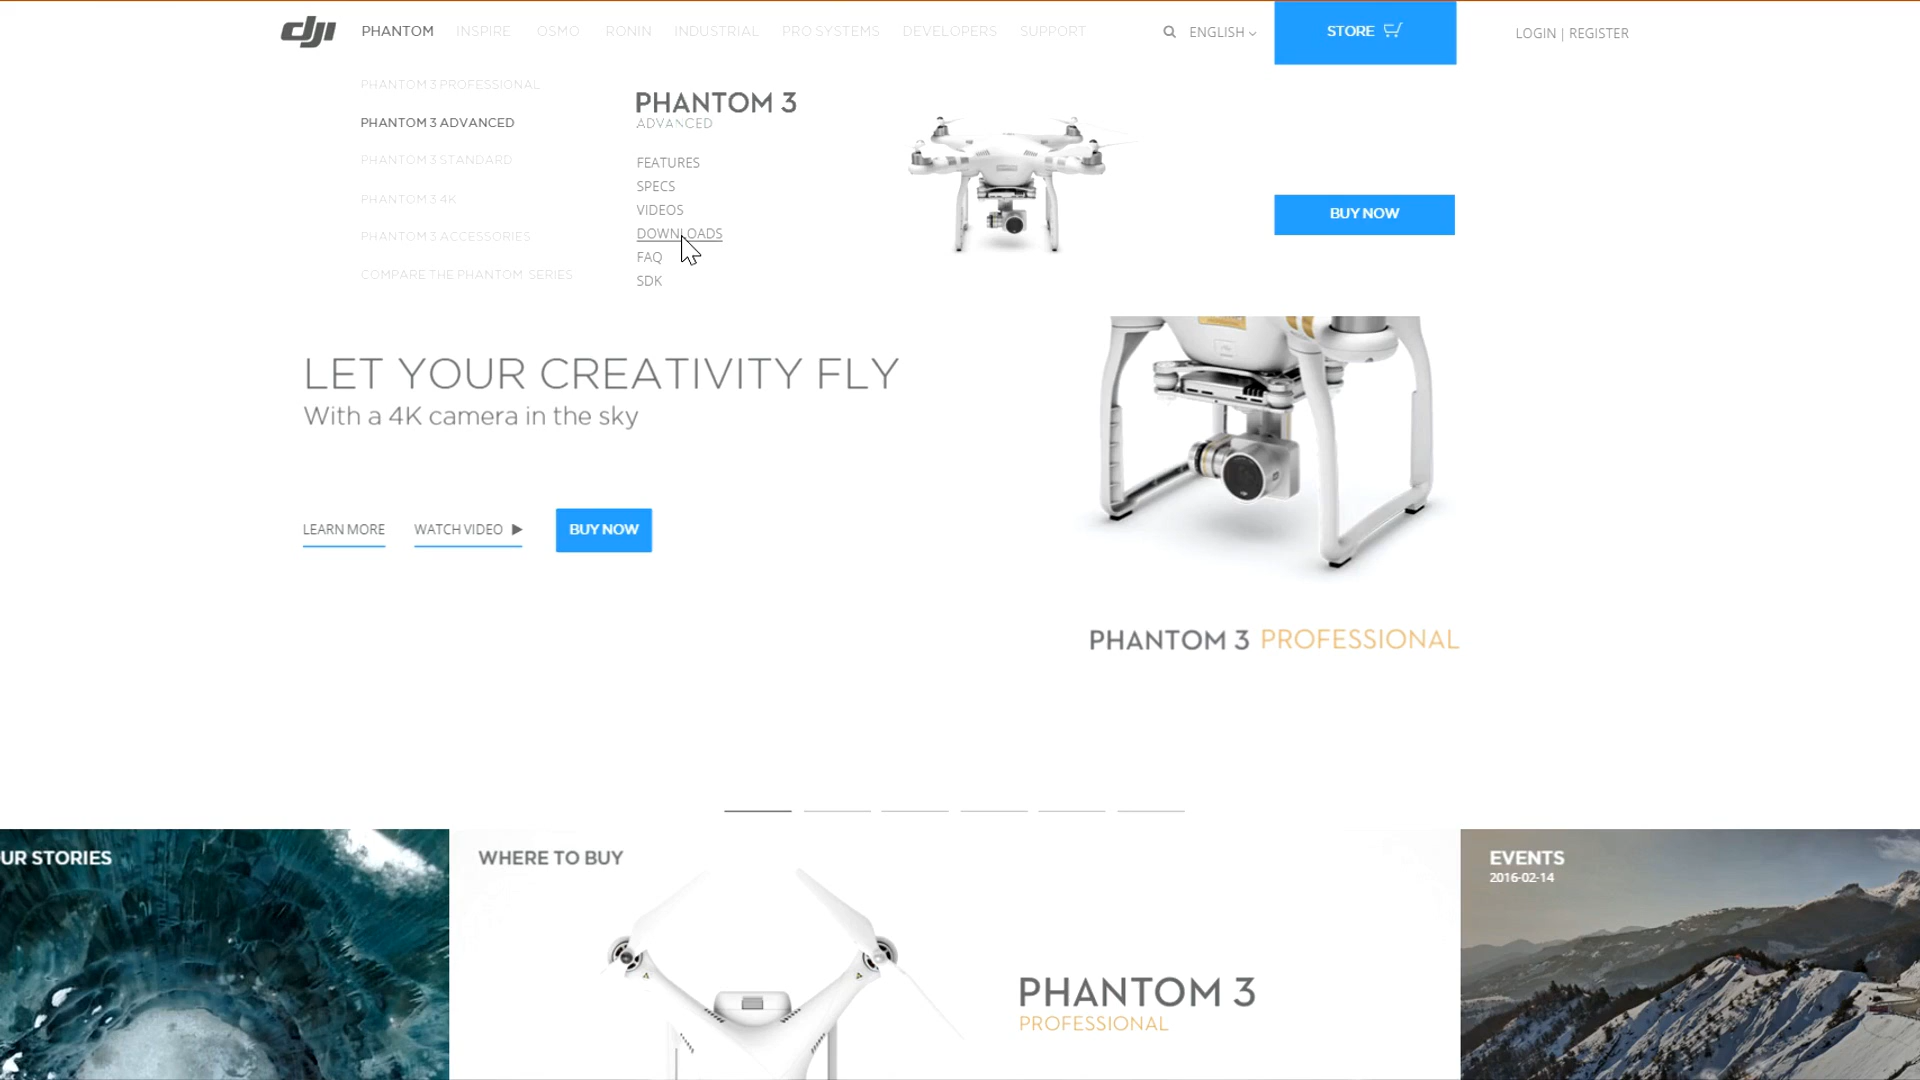 dji PHANTOM INSPIRE OSMO RONIN INDUSTRIAL PRO SYSTEMS DEVELOPERS SUPPORT ENGLISH STORE LOGIN | REGISTER
PHANTOM 3 PROFESSIONAL
PHANTOM 3 ADVANCED
PHANTOM 3 STANDARD
PHANTOM 3 4K
PHANTOM 3 ACCESSORIES
COMPARE THE PHANTOM SERIES
PHANTOM 3
ADVANCED
FEATURES
SPECS
VIDEOS
DOWNLOADS
FAQ
SDK
BUY NOW
LET YOUR CREATIVITY FLY
With a 4K camera in the sky
LEARN MORE WATCH VIDEO BUY NOW
PHANTOM 3 PROFESSIONAL
UR STORIES
WHERE TO BUY
PHANTOM 3
PROFESSIONAL
EVENTS
2016-02-14